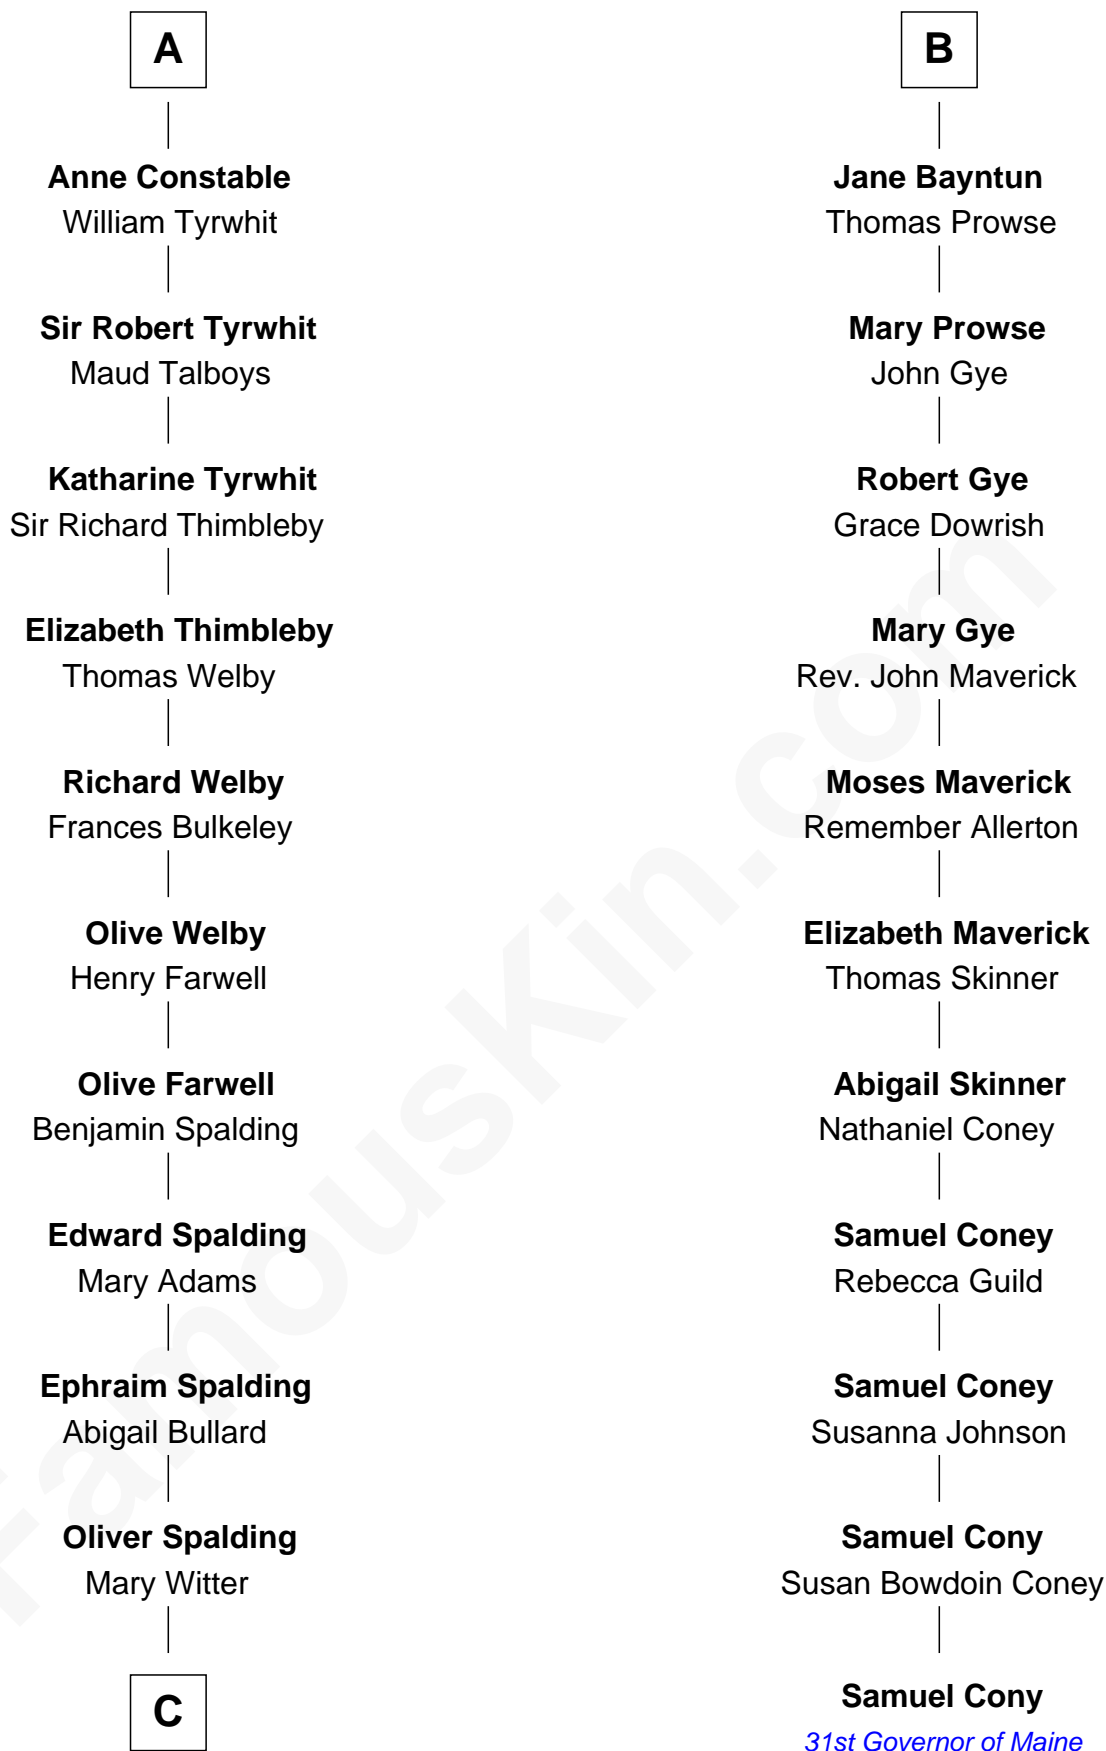 A
Anne Constable
William Tyrwhit
Sir Robert Tyrwhit
Maud Talboys
Katharine Tyrwhit
Sir Richard Thimbleby
Elizabeth Thimbleby
Thomas Welby
Richard Welby
Frances Bulkeley
Olive Welby
Henry Farwell
Olive Farwell
Benjamin Spalding
Edward Spalding
Mary Adams
Ephraim Spalding
Abigail Bullard
Oliver Spalding
Mary Witter
C
B
Jane Bayntun
Thomas Prowse
Mary Prowse
John Gye
Robert Gye
Grace Dowrish
Mary Gye
Rev. John Maverick
Moses Maverick
Remember Allerton
Elizabeth Maverick
Thomas Skinner
Abigail Skinner
Nathaniel Coney
Samuel Coney
Rebecca Guild
Samuel Coney
Susanna Johnson
Samuel Cony
Susan Bowdoin Coney
Samuel Cony
31st Governor of Maine
FamousKin.com